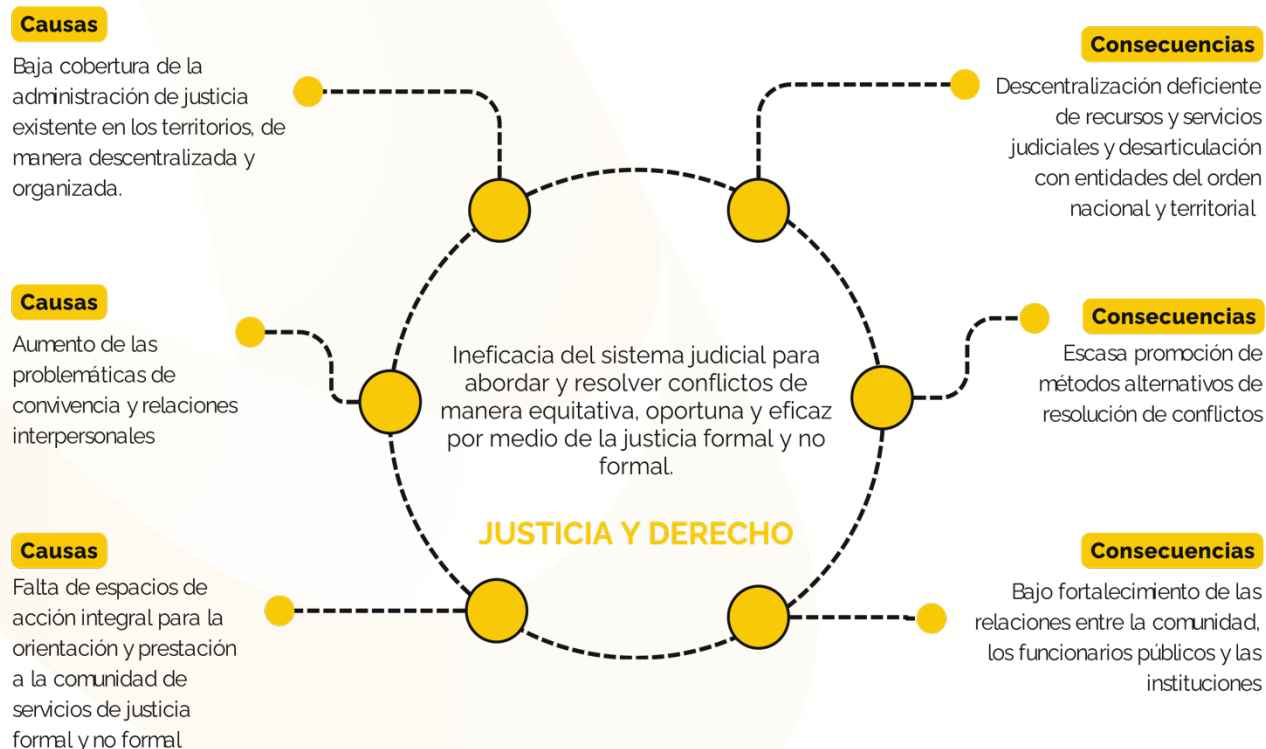 Causas
Baja cobertura de la
administración de justicia
existente en los territorios, de
manera descentralizada y
organizada.
Causas
Aumento de las
problemáticas de
convivencia y relaciones
interpersonales
Causas
Falta de espacios de
acción integral para la
orientación y prestación
a la comunidad de
servicios de justicia
formal y no formal
Ineficacia del sistema judicial para
abordar y resolver conflictos de
manera equitativa, oportuna y eficaz
por medio de la justicia formal y no
formal.
JUSTICIA Y DERECHO
Consecuencias
Descentralización deficiente
de recursos y servicios
judiciales y desarticulación
con entidades del orden
nacional y territorial
Consecuencias
Escasa promoción de
métodos alternativos de
resolución de conflictos
Consecuencias
Bajo fortalecimiento de las
relaciones entre la comunidad,
los funcionarios públicos y las
instituciones